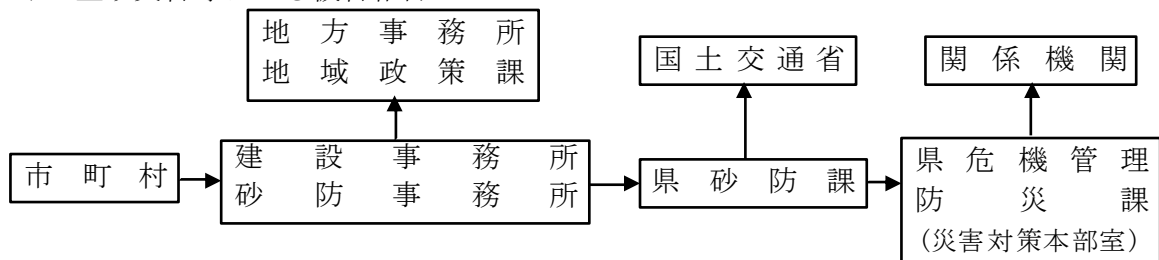 地方事務所
地域政策課
国土交通省
関係機関
市町村
建設事務所
砂防事務所
県砂防課
県危機管理
防災課
（災害対策本部室）